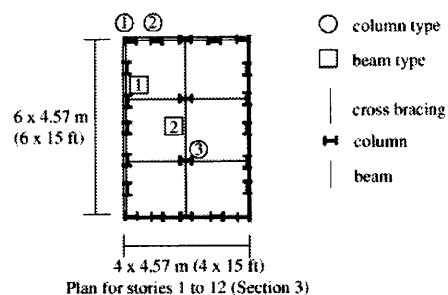 ① ②
1
2
③
6 x 4.57 m
(6 x 15 ft)
4 x 4.57 m (4 x 15 ft)
Plan for stories 1 to 12 (Section 3)
column type
beam type
cross bracing
column
beam